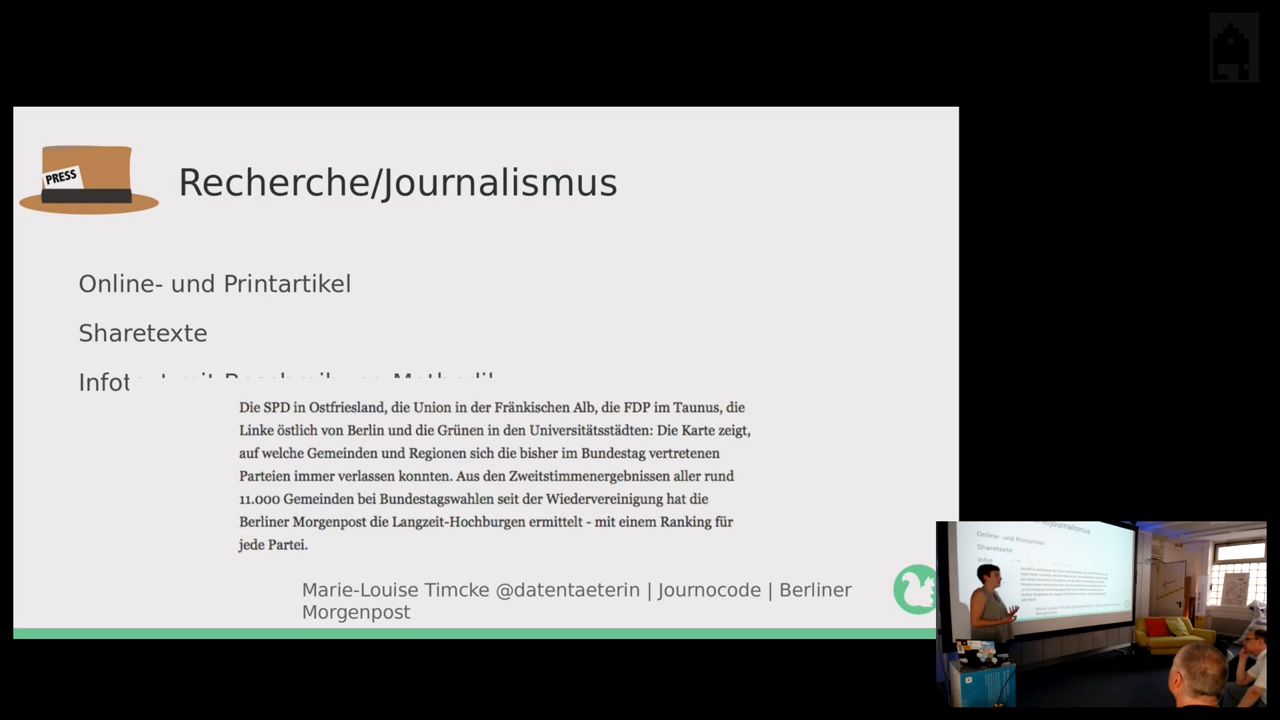 PRESS
Recherche/Journalismus
Online- und Printartikel
Sharetexte
Die SPD in Ostfriesland, die Union in der Fränkischen Alb, die FDP im Taunus, die
Linke östlich von Berlin und die Grünen in den Universitätsstädten: Die Karte zeigt,
auf welche Gemeinden und Regionen sich die bisher im Bundestag vertretenen
Parteien immer verlassen konnten. Aus den Zweitstimmenergebnissen aller rund
11.000 Gemeinden bei Bundestagswahlen seit der Wiedervereinigung hat die
Berliner Morgenpost die Langzeit-Hochburgen ermittelt - mit einem Ranking für
jede Partei.
Marie-Louise Timcke @datentaeterin | Journocode | Berliner
Morgenpost
Online- und Printartikel
Sharetexte